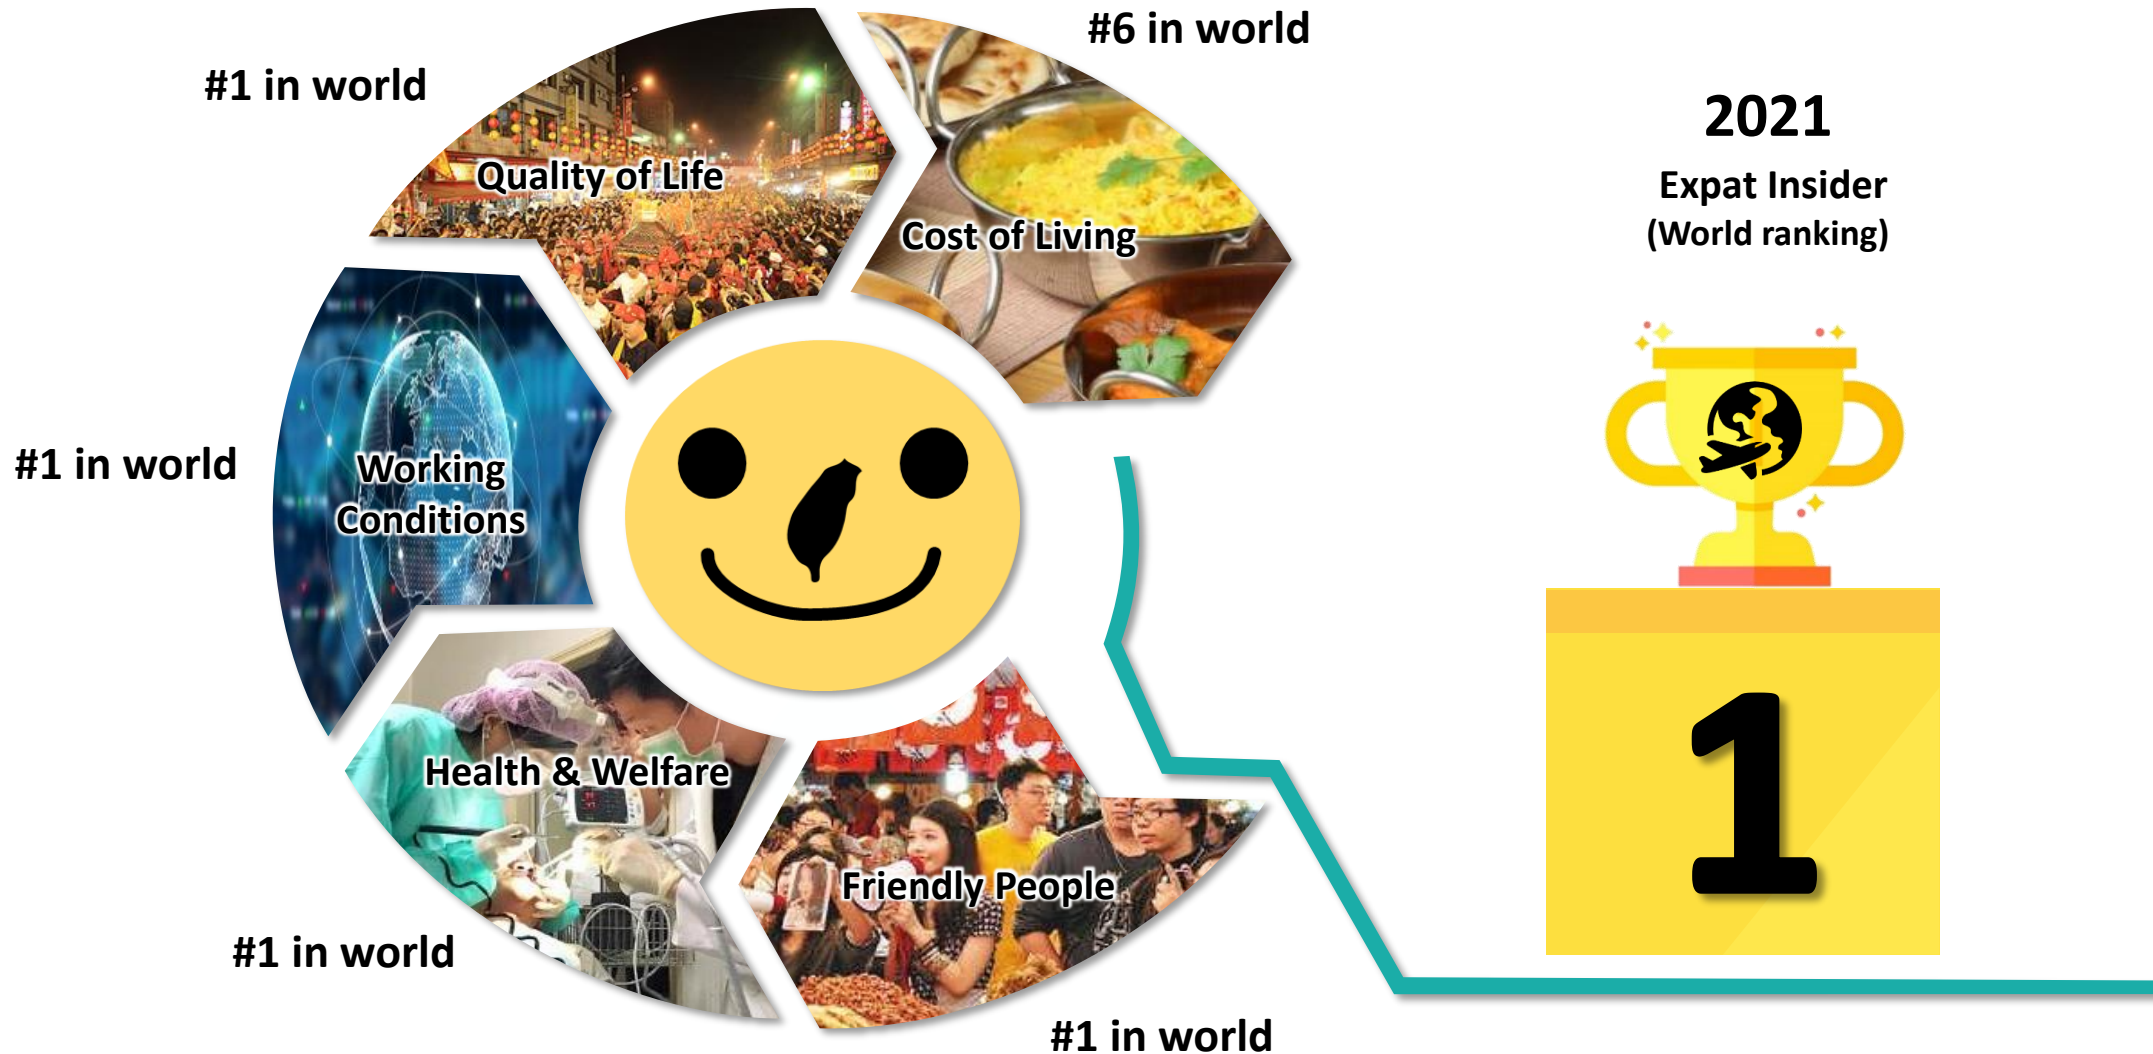 #6 in world
#1 in world
Quality of Life
Cost of Living
2021
Expat Insider
(World ranking)
#1 in world
Working
Conditions
Health & Welfare
#1 in world
Friendly People
#1 in world
1